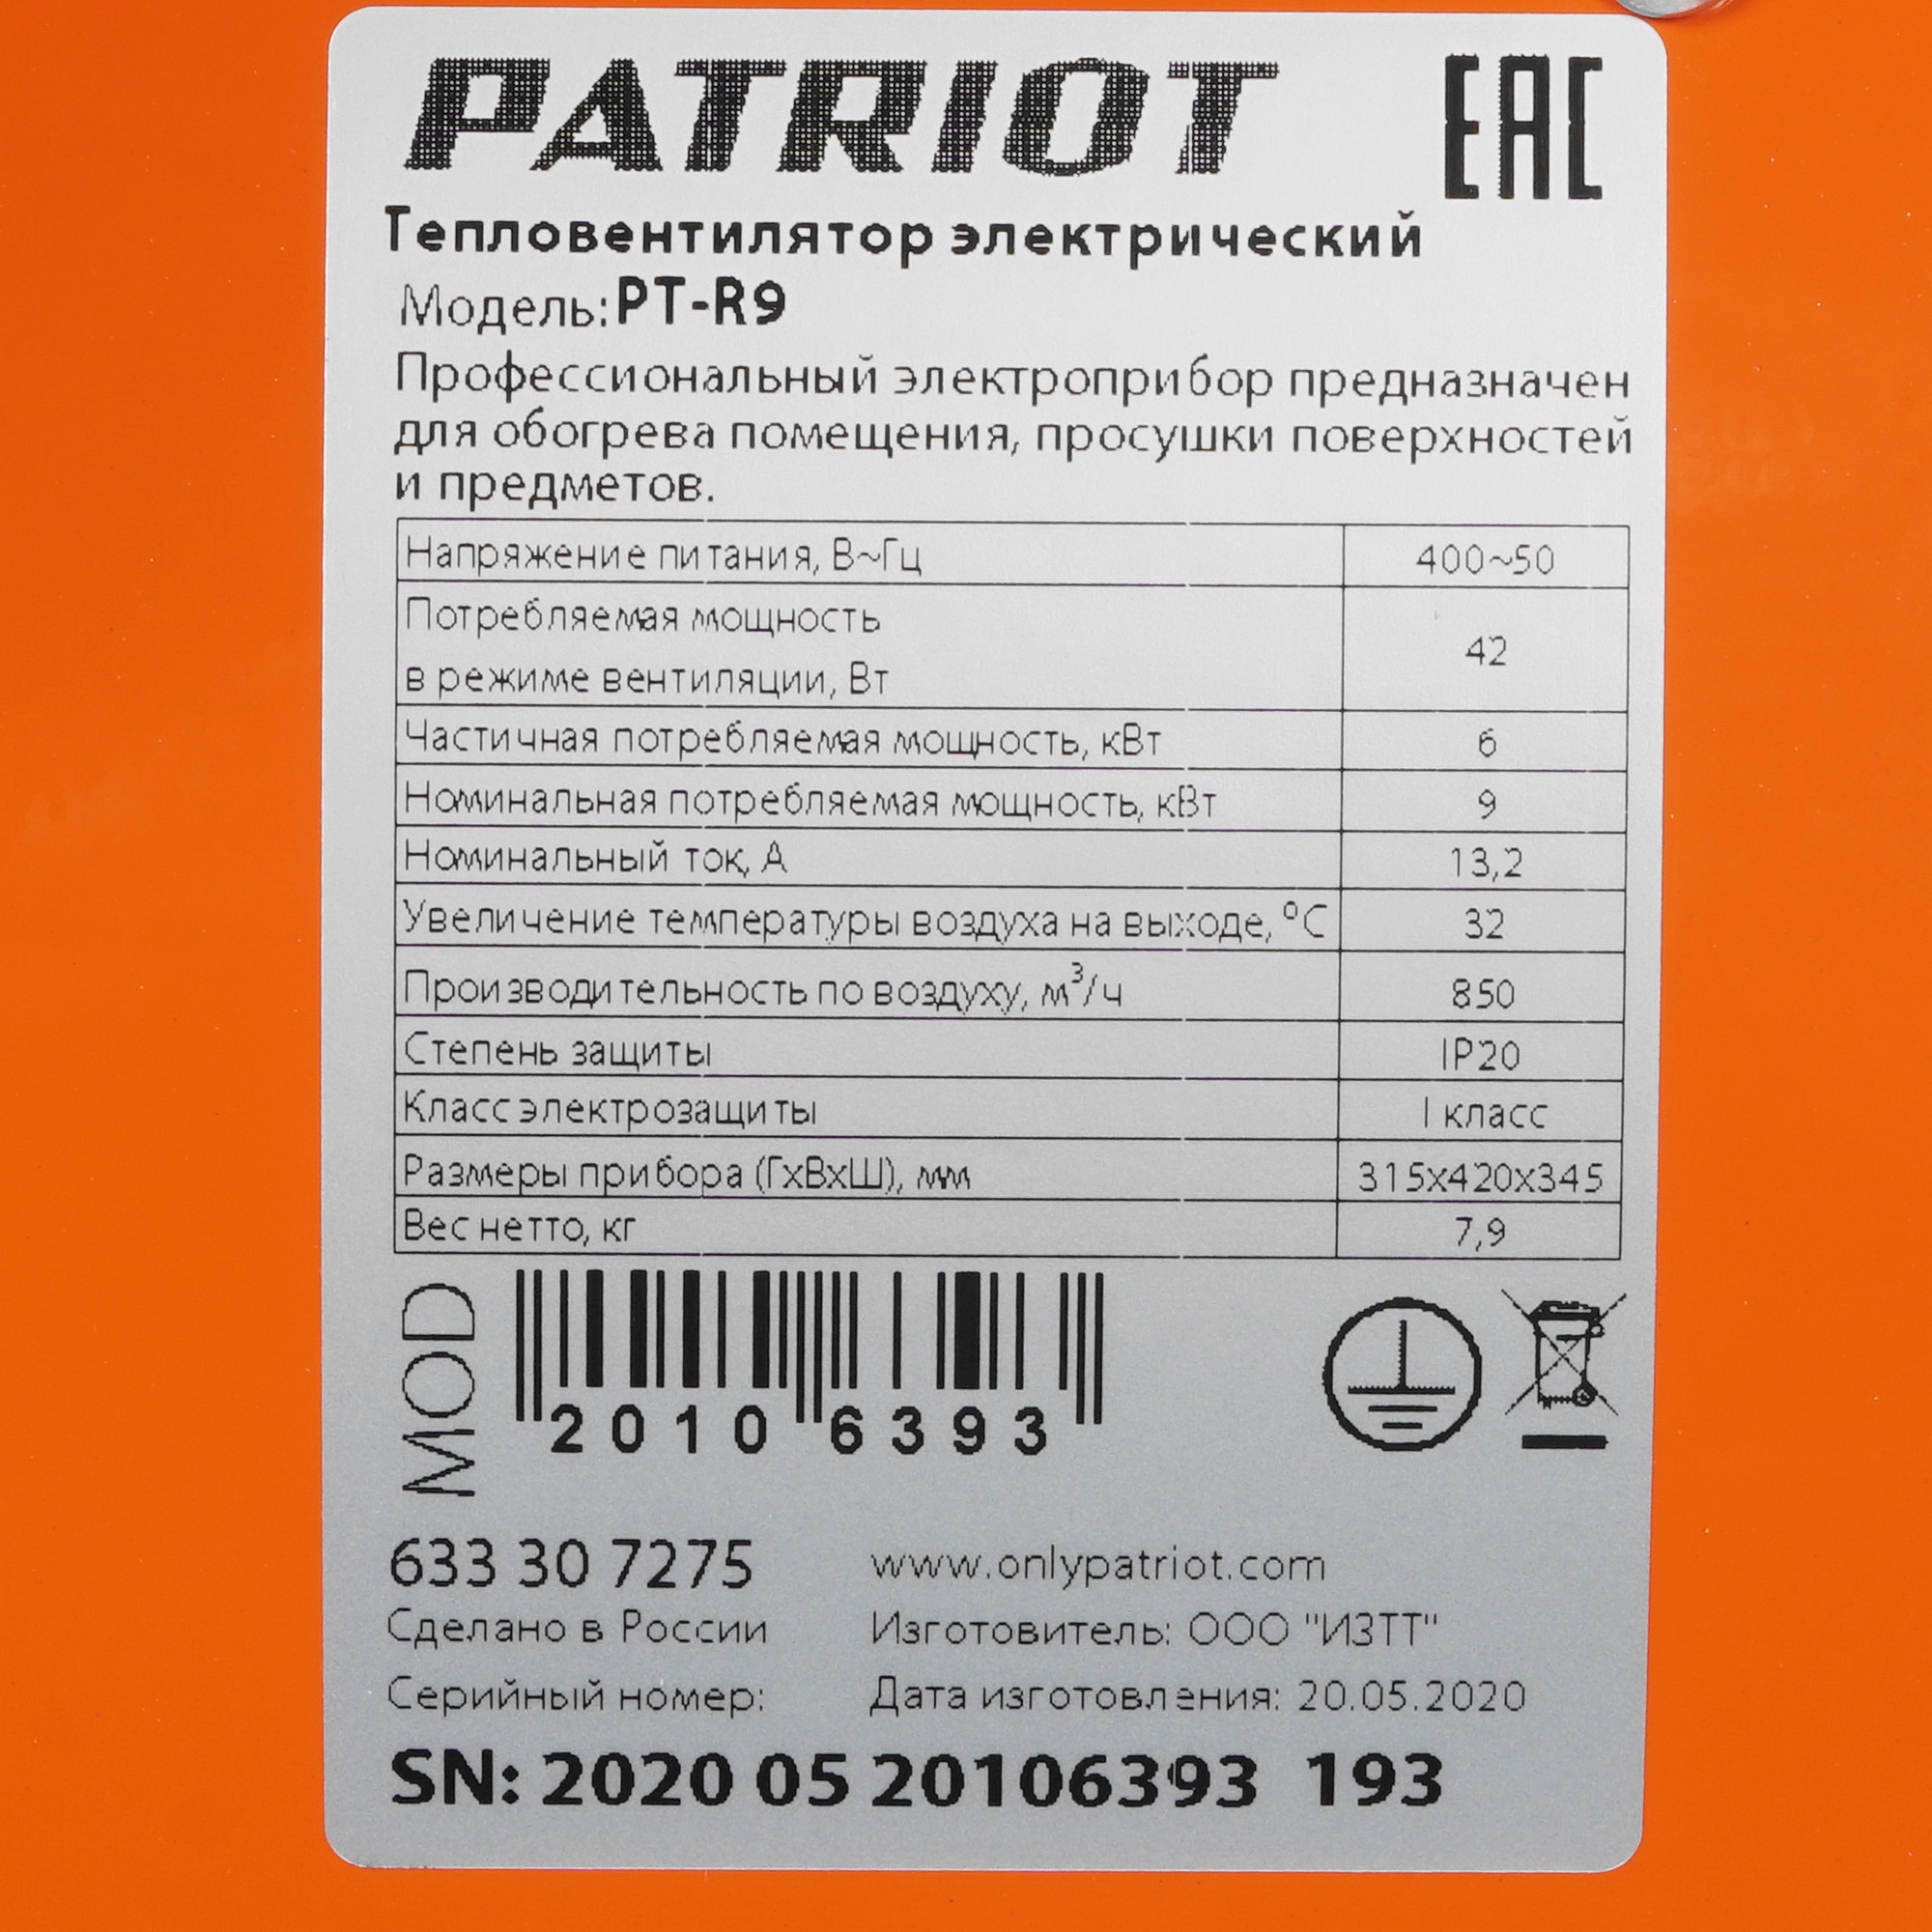 PATRIOT EAC
Тепловентилятор электрический
Модель: PT-R9
Профессиональный электроприбор предназначен
для обогрева помещения, просушки поверхностей
и предметов.
Напряжение питания, В~Гц 400~50
Потребляемая мощность
в режиме вентиляции, Вт 42
Частичная потребляемая мощность, кВт 6
Номинальная потребляемая мощность, кВт 9
Номинальный ток, А 13,2
Увеличение температуры воздуха на выходе, ⁰С 32
Производительность по воздуху, м³/ч 850
Степень защиты IP20
Класс электрозащиты I класс
Размеры прибора (ГхВхШ), мм 315х420х345
Вес нетто, кг 7,9
MOD
2010 6393
633 30 7275 www.onlypatriot.com
Сделано в России Изготовитель: ООО "ИЗТТ"
Серийный номер: Дата изготовления: 20.05.2020
SN: 2020 05 20106393 193